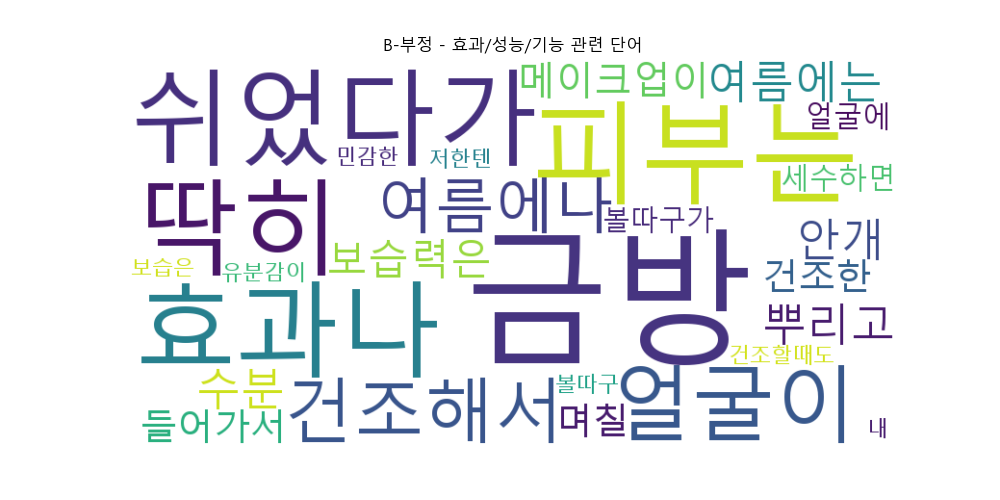 B-부정 - 효과/성능/기능 관련 단어
쉬었다가
메이크업이
여름에는
피부는
얼굴에
민감한
저한텐
세수하면
딱히
여름에나
볼따구가
안개
보습력은
금방
보습은
유분감이
건조한
효과나
뿌리고
건조할때도
수분
건조해서
볼따구
얼굴이
들어가서
며칠
내